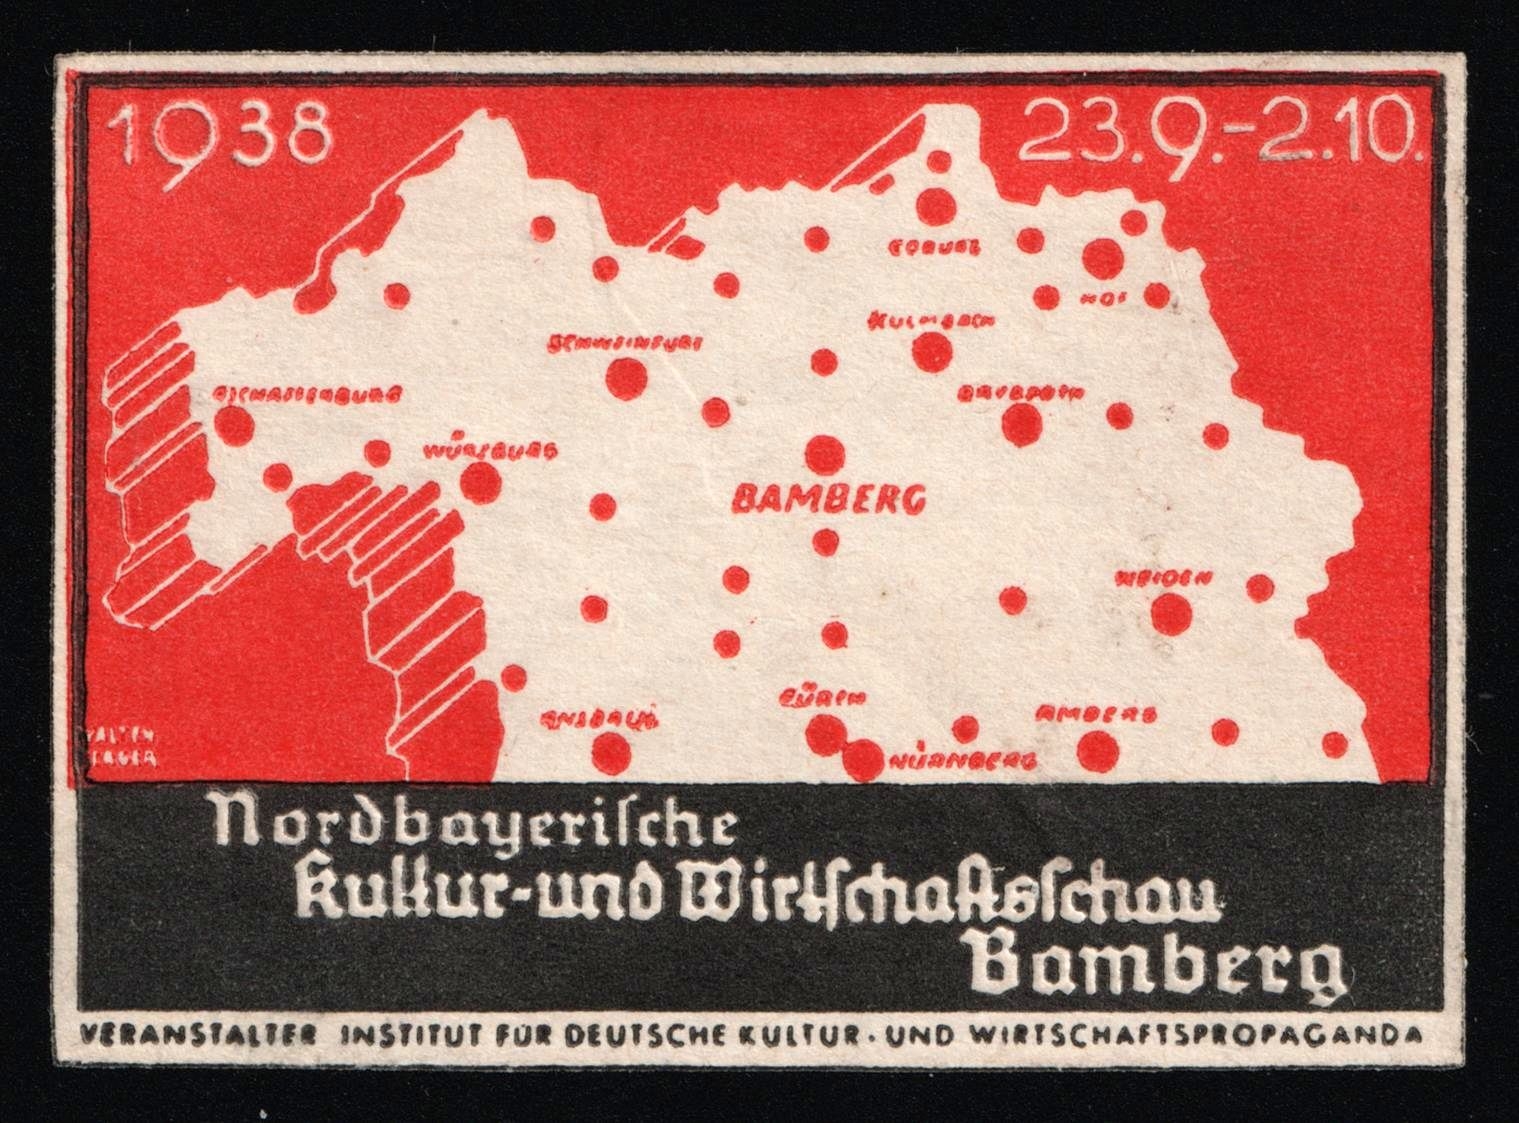 1938
23.9.-2.10.
COBURG
HOF
KULMBACH
SCHWEINFURT
ASCHAFFENBURG
BAYREUTH
WÜRZBURG
BAMBERG
WEIDEN
FÜRTH
ANSBACH
AMBERG
NÜRNBERG
Nordbayeriſche
Kultur-und Wirtſchaftsſchau
Bamberg
VERANSTALTER INSTITUT FÜR DEUTSCHE KULTUR- UND WIRTSCHAFTSPROPAGANDA